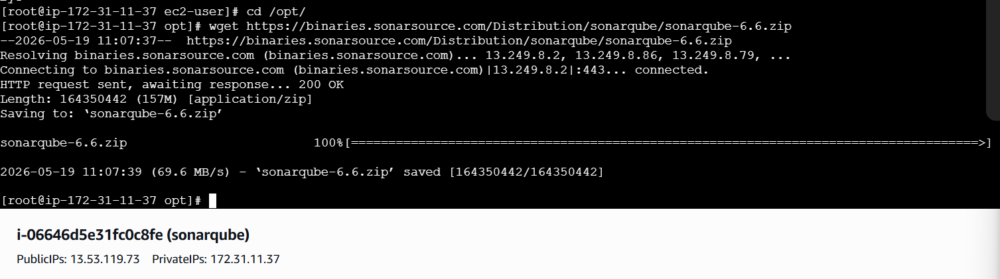 [root@ip-172-31-11-37 ec2-user]# cd /opt/
[root@ip-172-31-11-37 opt]# wget https://binaries.sonarsource.com/Distribution/sonarqube/sonarqube-6.6.zip
--2026-05-19 11:07:37--  https://binaries.sonarsource.com/Distribution/sonarqube/sonarqube-6.6.zip
Resolving binaries.sonarsource.com (binaries.sonarsource.com)... 13.249.8.2, 13.249.8.86, 13.249.8.79, ...
Connecting to binaries.sonarsource.com (binaries.sonarsource.com)|13.249.8.2|:443... connected.
HTTP request sent, awaiting response... 200 OK
Length: 164350442 (157M) [application/zip]
Saving to: ‘sonarqube-6.6.zip’
sonarqube-6.6.zip 100%[===================================================================================>]
2026-05-19 11:07:39 (69.6 MB/s) - ‘sonarqube-6.6.zip’ saved [164350442/164350442]
[root@ip-172-31-11-37 opt]#
i-06646d5e31fc0c8fe (sonarqube)
PublicIPs: 13.53.119.73 PrivateIPs: 172.31.11.37